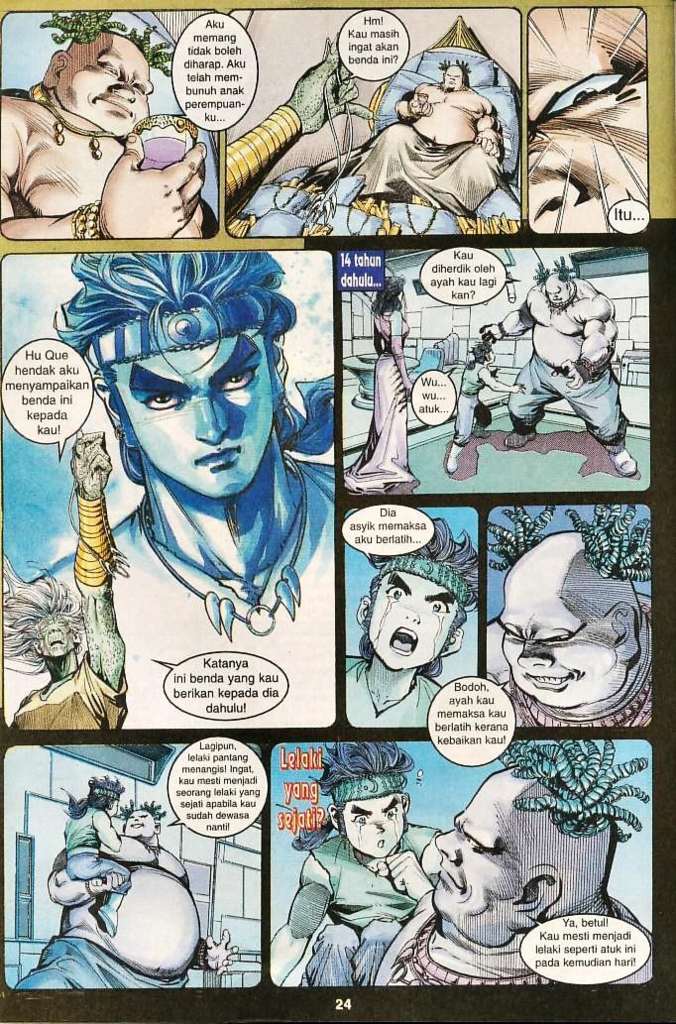 Aku
memang
tidak boleh
diharap. Aku
telah mem-
bunuh anak
perempuan-
ku...
Hm!
Kau masih
ingat akan
benda ini?
Itu...
Hu Que
hendak aku
menyampaikan
benda ini
kepada
kau!
Katanya
ini benda yang kau
berikan kepada dia
dahulu!
14 tahun
dahulu...
Kau
diherdik oleh
ayah kau lagi
kan?
Wu...
wu
atuk...
Dia
asyik memaksa
aku berlatih...
Bodoh,
ayah kau
memaksa kau
berlatih kerana
kebaikan kau!
Lagipun,
lelaki pantang
menangis! Ingat,
kau mesti menjadi
seorang lelaki yang
sejati apabila kau
sudah dewasa
nanti!
Lelaki
yang
sejati?
Ya, betul!
Kau mesti menjadi
lelaki seperti atuk ini
pada kemudian hari!
24